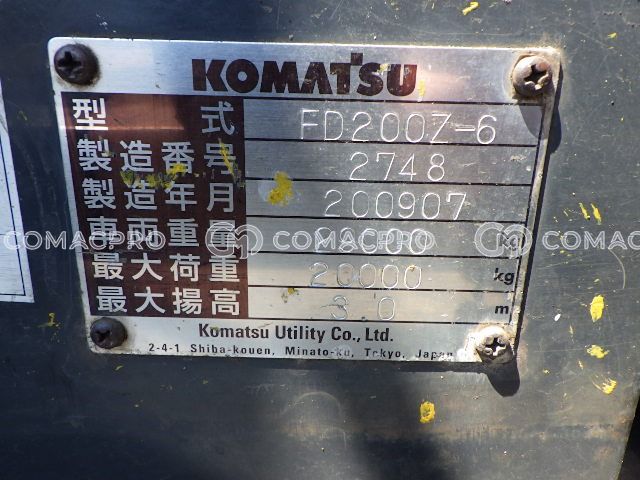 KOMATSU
型式 FD200Z-6
製造番号 2748
製造年月 200907
車両重量
最大荷重 20000 kg
最大揚高 3.0 m
Komatsu Utility Co., Ltd.
2-4-1 Shiba-kouen, Minato-ku, Tokyo, Japan
COMACPRO COMACPRO COMACPRO